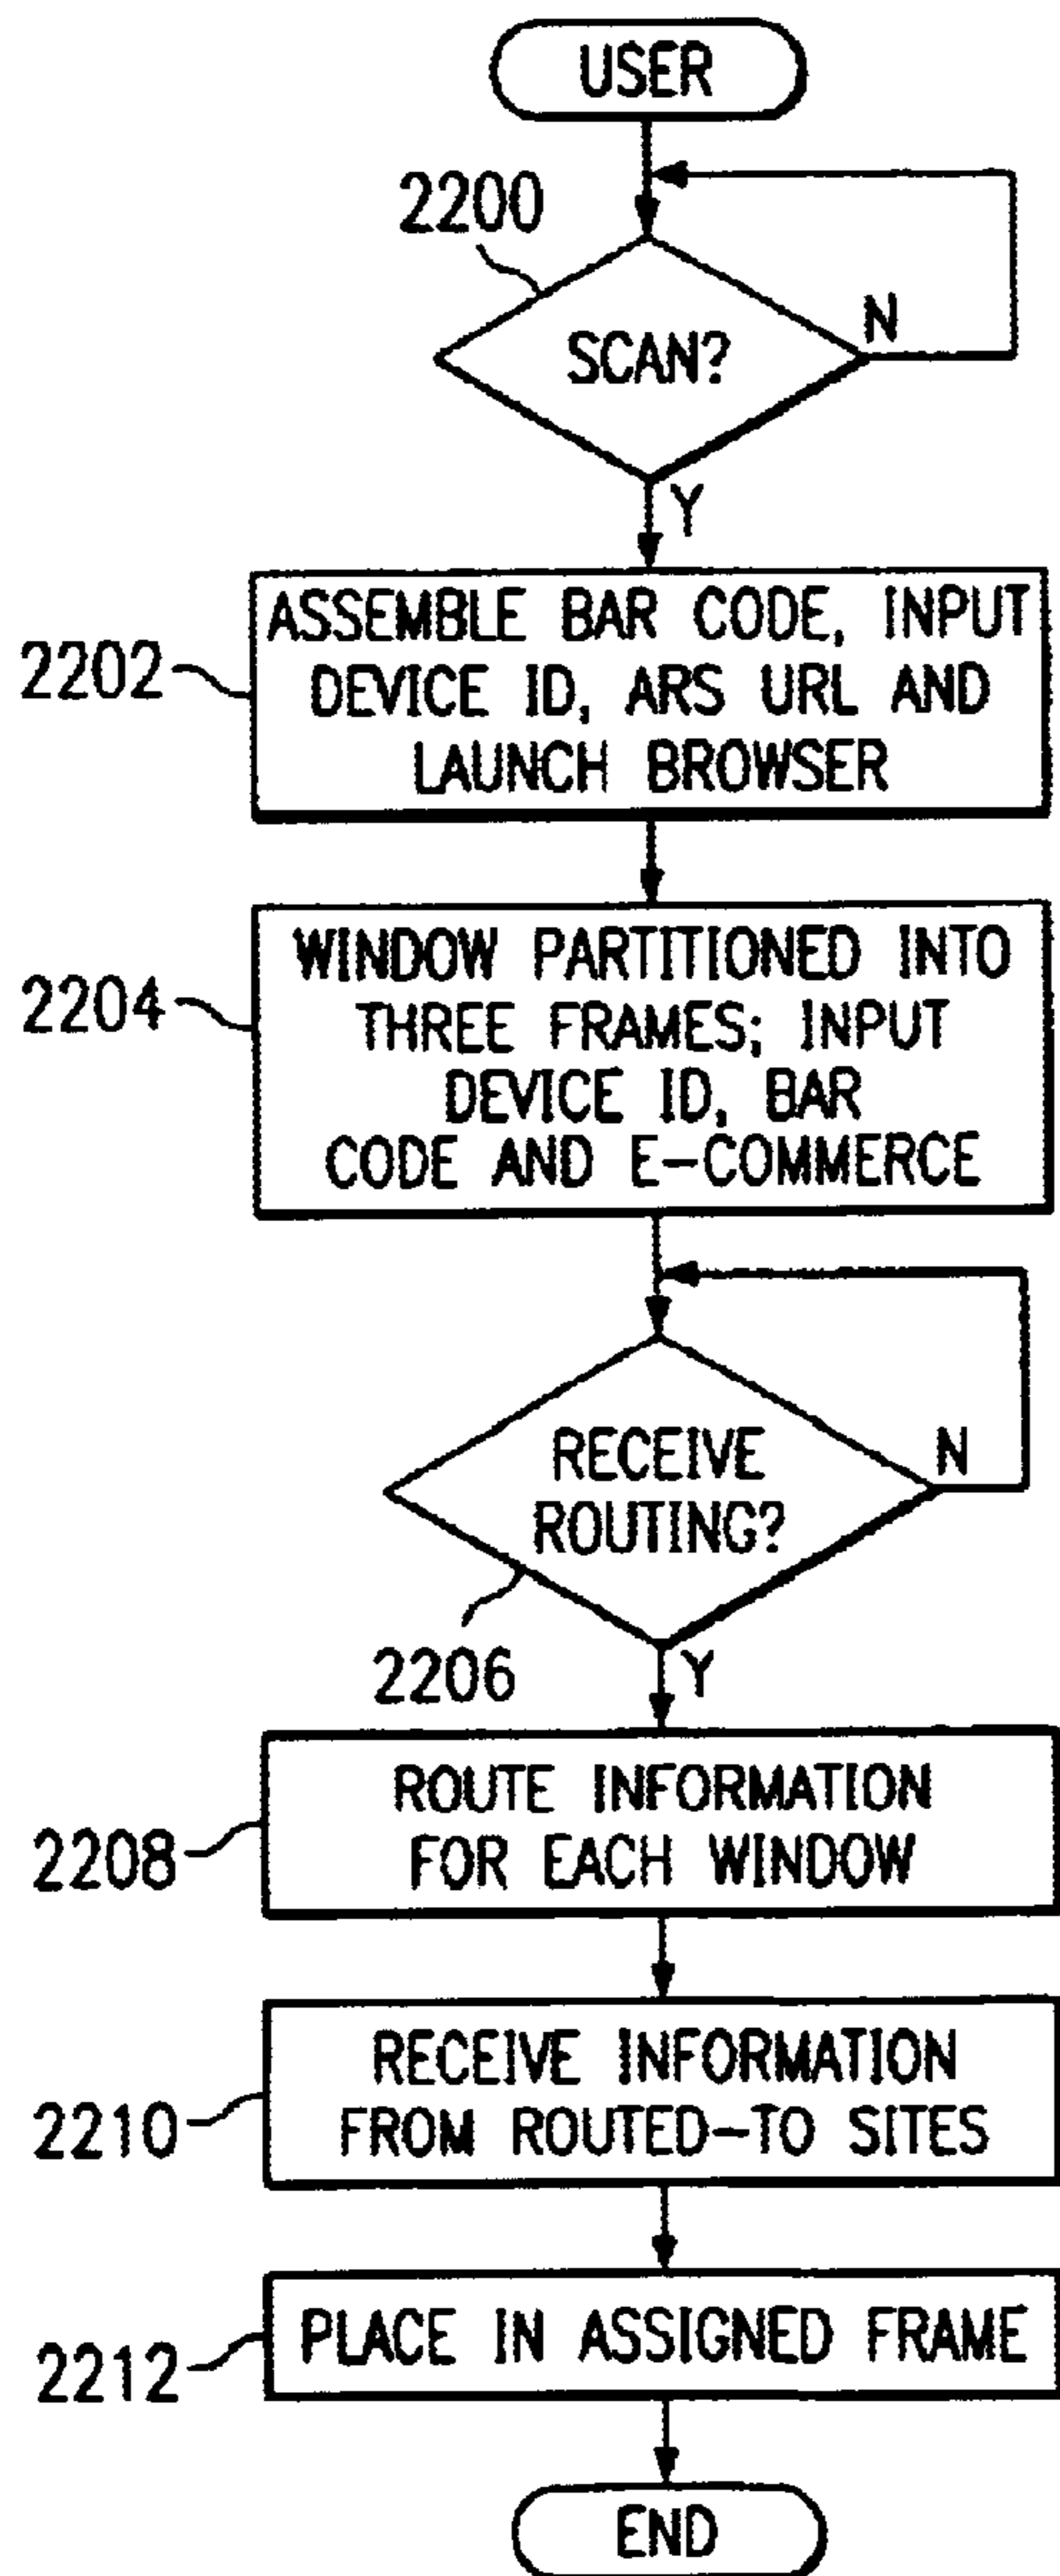 USER
2200
SCAN?
N
Y
2202
ASSEMBLE BAR CODE, INPUT
DEVICE ID, ARS URL AND
LAUNCH BROWSER
2204
WINDOW PARTITIONED INTO
THREE FRAMES; INPUT
DEVICE ID, BAR
CODE AND E-COMMERCE
RECEIVE
ROUTING?
N
2206
Y
2208
ROUTE INFORMATION
FOR EACH WINDOW
2210
RECEIVE INFORMATION
FROM ROUTED-TO SITES
2212
PLACE IN ASSIGNED FRAME
END